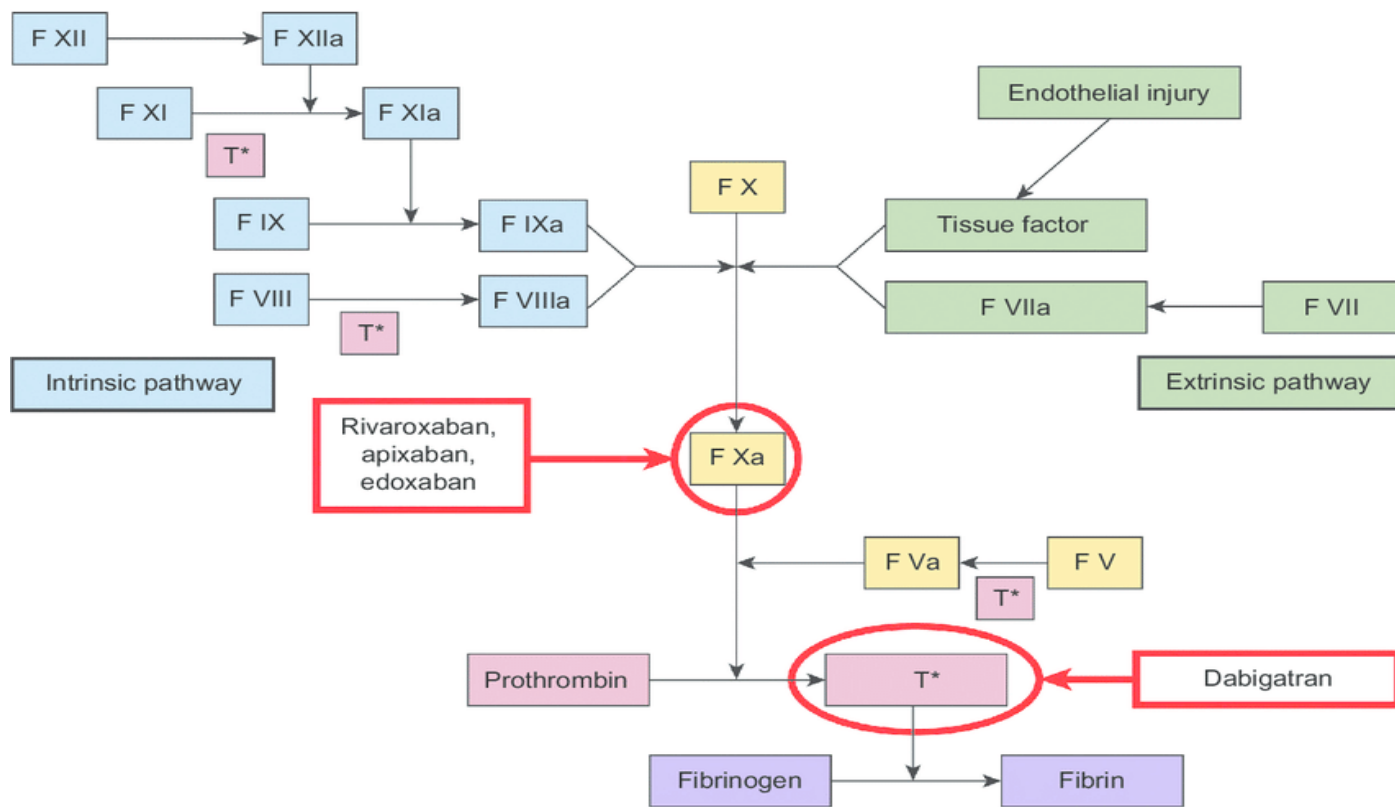 F XII
F XIIa
F XI
F XIa
T*
Endothelial injury
F X
F IX
F IXa
Tissue factor
F VIII
F VIIIa
T*
F VIIa
F VII
Intrinsic pathway
Extrinsic pathway
Rivaroxaban,
apixaban,
edoxaban
F Xa
F Va
F V
T*
Prothrombin
T*
Dabigatran
Fibrinogen
Fibrin